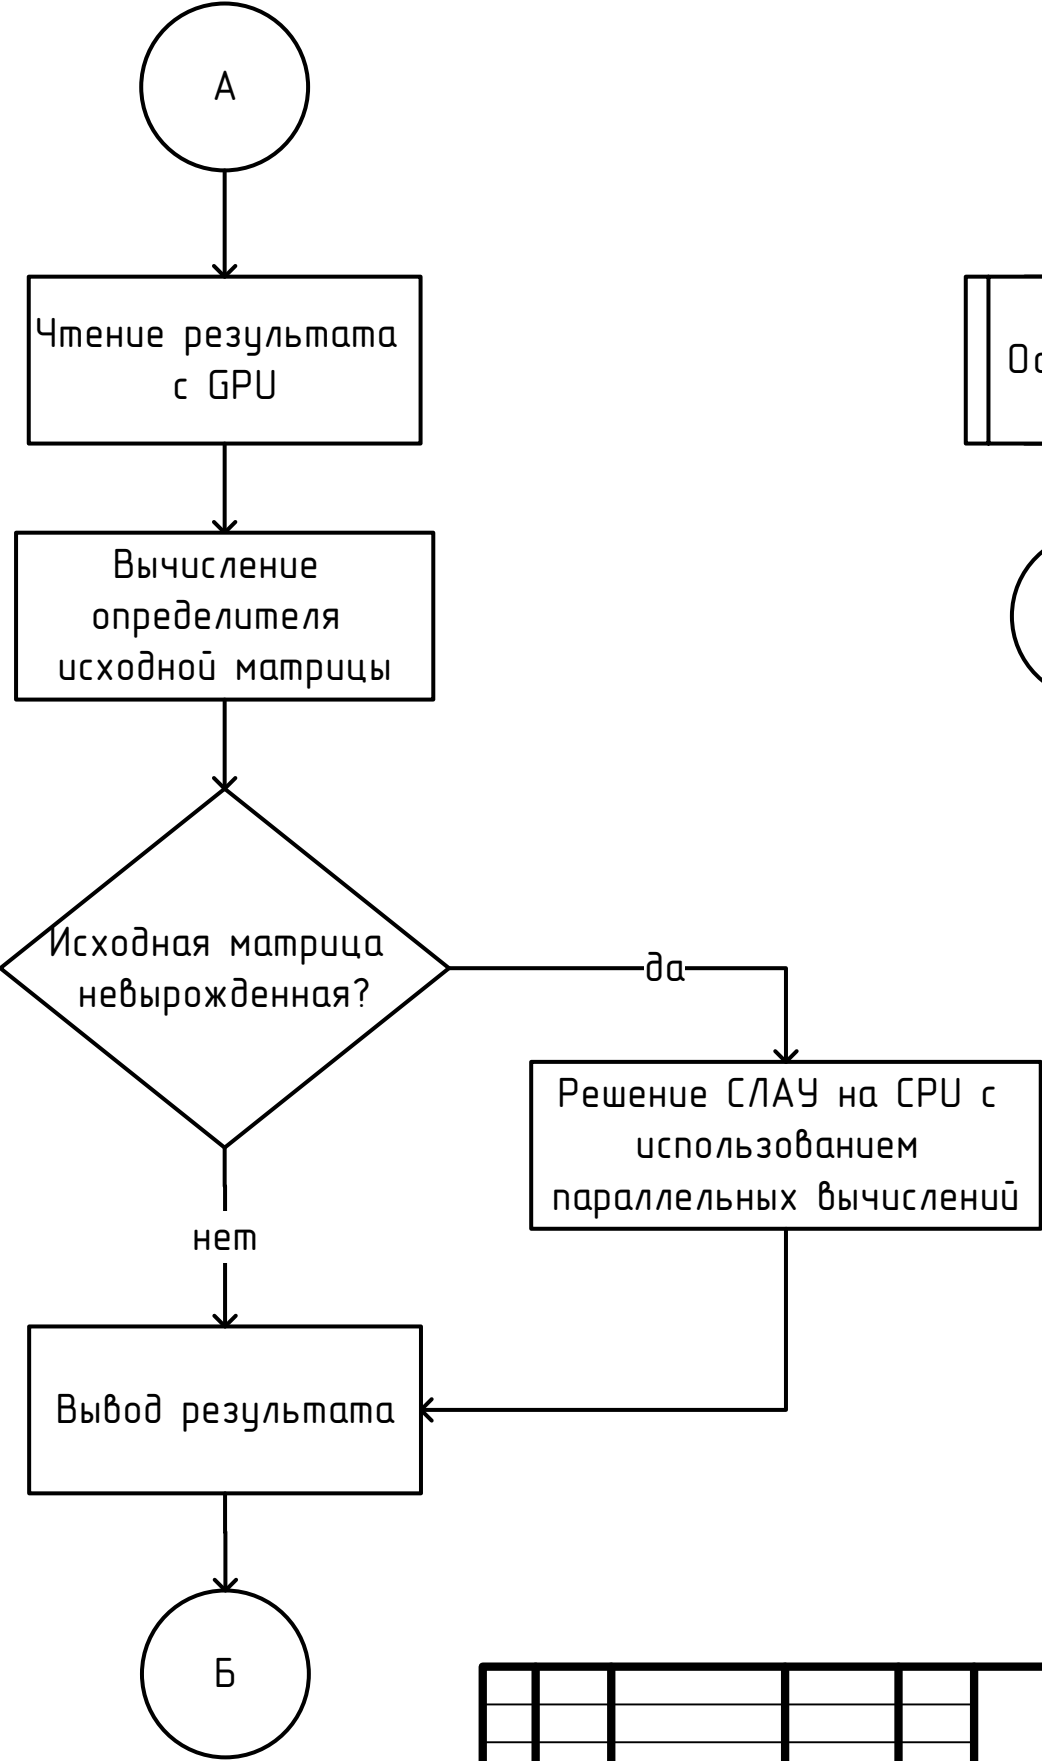 А
Чтение результата
с GPU
Вычисление
определителя
исходной матрицы
Исходная матрица
невырожденная?
да
Решение СЛАУ на CPU с
использованием
параллельных вычислений
нет
Вывод результата
Б